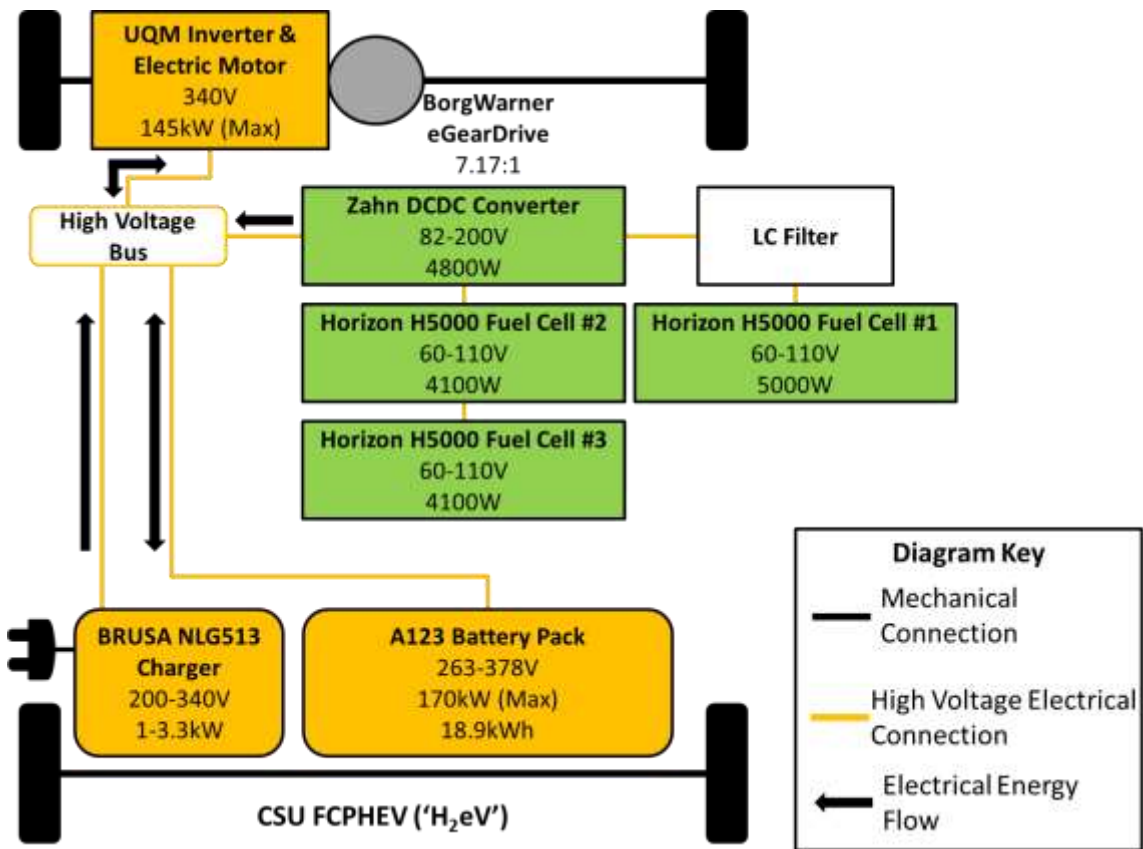 UQM Inverter &
Electric Motor
340V
145kW (Max)
BorgWarner
eGearDrive
7.17:1
High Voltage
Bus
Zahn DCDC Converter
82-200V
4800W
LC Filter
Horizon H5000 Fuel Cell #2
60-110V
4100W
Horizon H5000 Fuel Cell #1
60-110V
5000W
Horizon H5000 Fuel Cell #3
60-110V
4100W
BRUSA NLG513
Charger
200-340V
1-3.3kW
A123 Battery Pack
263-378V
170kW (Max)
18.9kWh
CSU FCPHEV (‘H₂eV’)
Diagram Key
Mechanical
Connection
High Voltage Electrical
Connection
Electrical Energy
Flow